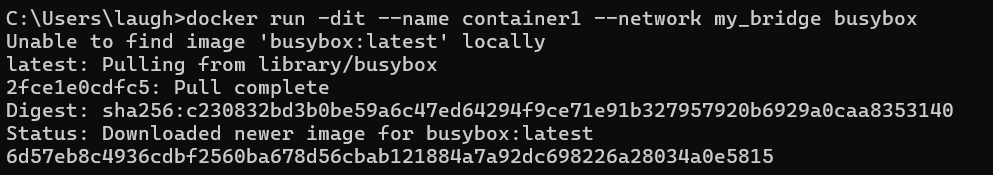 C:\Users\laugh>docker run -dit --name container1 --network my_bridge busybox
Unable to find image 'busybox:latest' locally
latest: Pulling from library/busybox
2fce1e0cdfc5: Pull complete
Digest: sha256:c230832bd3b0be59a6c47ed64294f9ce71e91b327957920b6929a0caa8353140
Status: Downloaded newer image for busybox:latest
6d57eb8c4936cdbf2560ba678d56cbab121884a7a92dc698226a28034a0e5815